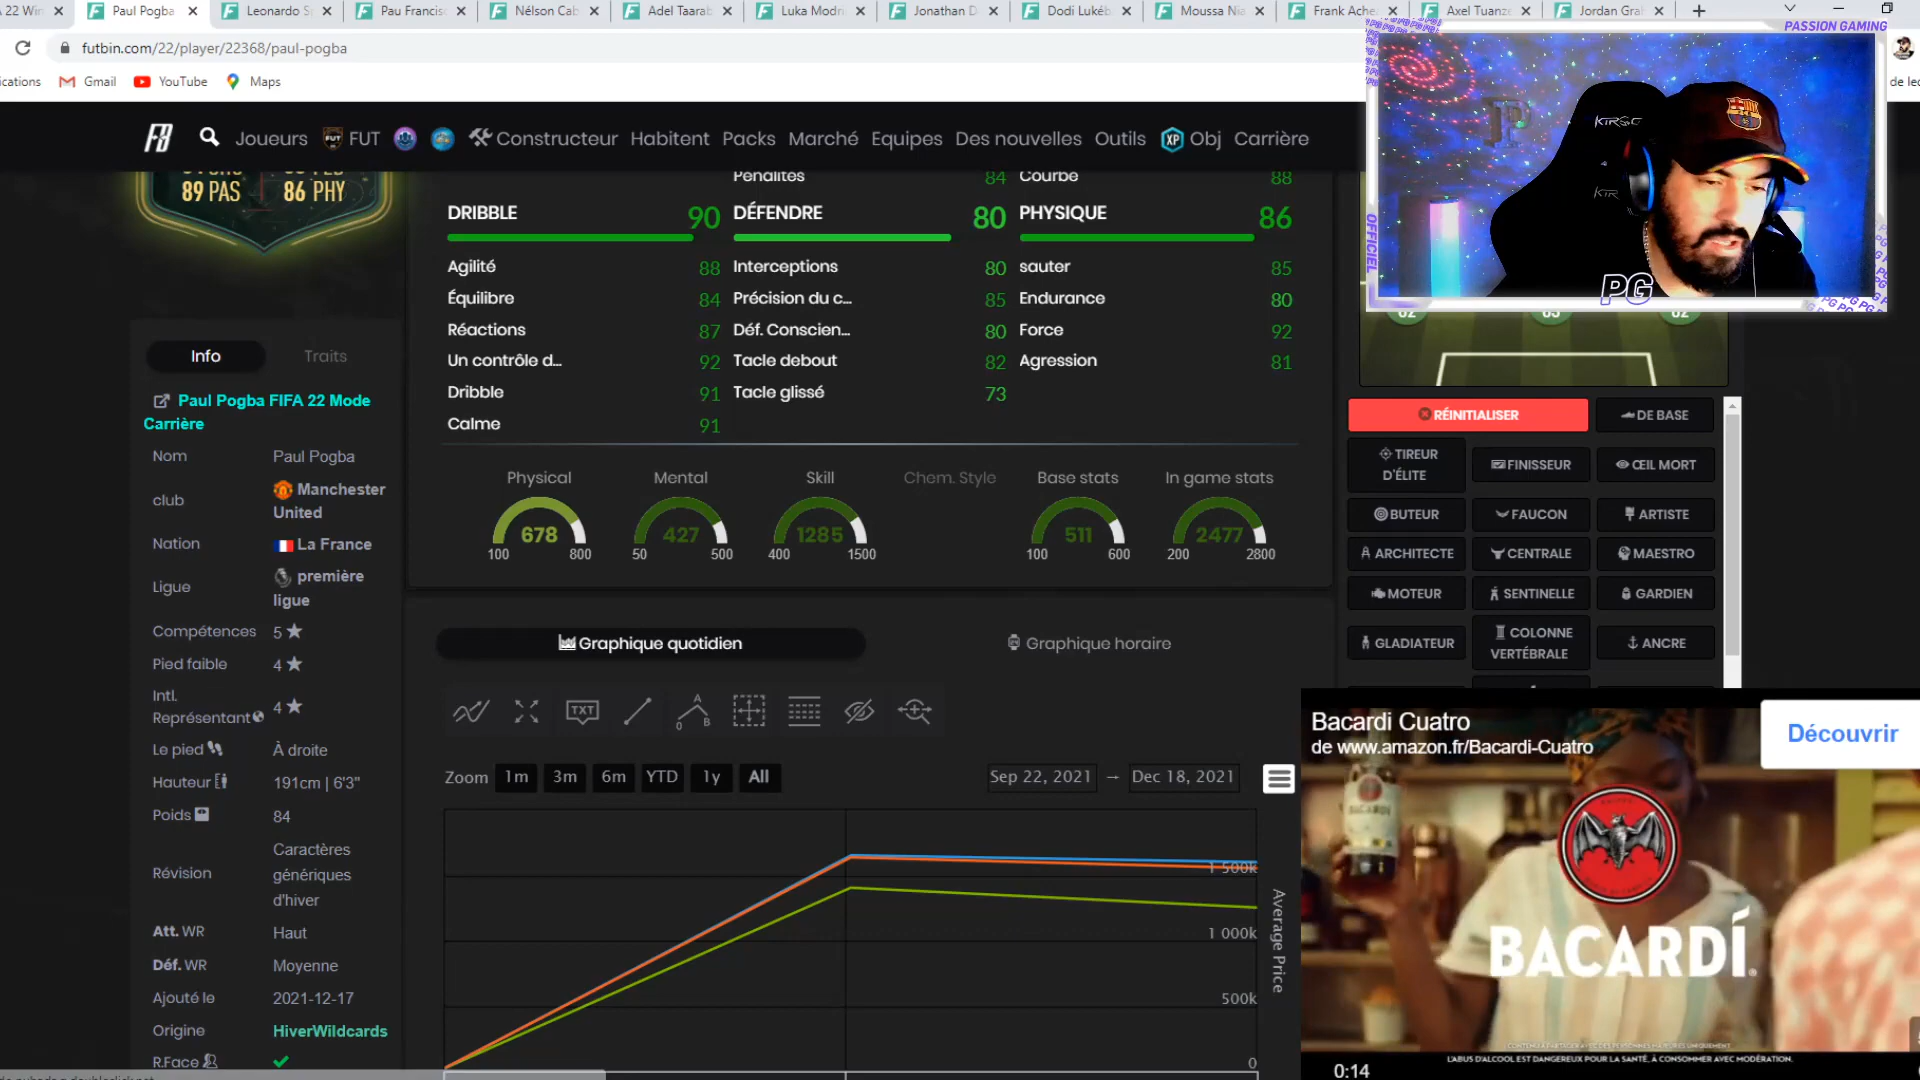 22 Win
Paul Pogba
Leonardo S
Pau Francis
Nélson Cab
Adel Taarab
Luka Modri
Jonathan D
Dodi Lukéb
Moussa Nia
Frank Ache
Axel Tuanze
Jordan Gra
PASSION GAMING
futbin.com/22/player/22368/paul-pogba
ications Gmail YouTube Maps
de lec
Joueurs FUT Constructeur Habitent Packs Marché Equipes Des nouvelles Outils XP Obj Carrière
89 PAS 86 PHY
Pénalités 84 Courbe 88
DRIBBLE 90 DÉFENDRE 80 PHYSIQUE 86
Agilité 88 Interceptions 80 sauter 85
Équilibre 84 Précision du c... 85 Endurance 80
Réactions 87 Déf. Conscien... 80 Force 92
Un contrôle d... 92 Tacle debout 82 Agression 81
Dribble 91 Tacle glissé 73
Calme 91
Physical Mental Skill Chem. Style Base stats In game stats
678 427 1285 511 2477
100 800 50 500 400 1500 100 600 200 2800
Info Traits
Paul Pogba FIFA 22 Mode
Carrière
Nom Paul Pogba
club Manchester
United
Nation La France
Ligue première
ligue
Compétences 5
Pied faible 4
Intl.
Représentant 4
Le pied À droite
Hauteur 191cm | 6'3"
Poids 84
Révision Caractères
génériques
d'hiver
Att. WR Haut
Déf. WR Moyenne
Ajouté le 2021-12-17
Origine HiverWildcards
R.Face
Graphique quotidien Graphique horaire
TXT A 0 B
Zoom 1m 3m 6m YTD 1y All Sep 22, 2021 → Dec 18, 2021
1 500k
1 000k
500k
0
Average Price
KIRSC
PG
OFFICIEL
RÉINITIALISER DE BASE
TIREUR
D'ÉLITE
FINISSEUR ŒIL MORT
BUTEUR FAUCON ARTISTE
ARCHITECTE CENTRALE MAESTRO
MOTEUR SENTINELLE GARDIEN
GLADIATEUR COLONNE
VERTÉBRALE ANCRE
Bacardi Cuatro
de www.amazon.fr/Bacardi-Cuatro
Découvrir
BACARDÍ
L'ABUS D'ALCOOL EST DANGEREUX POUR LA SANTÉ, À CONSOMMER AVEC MODÉRATION.
0:14